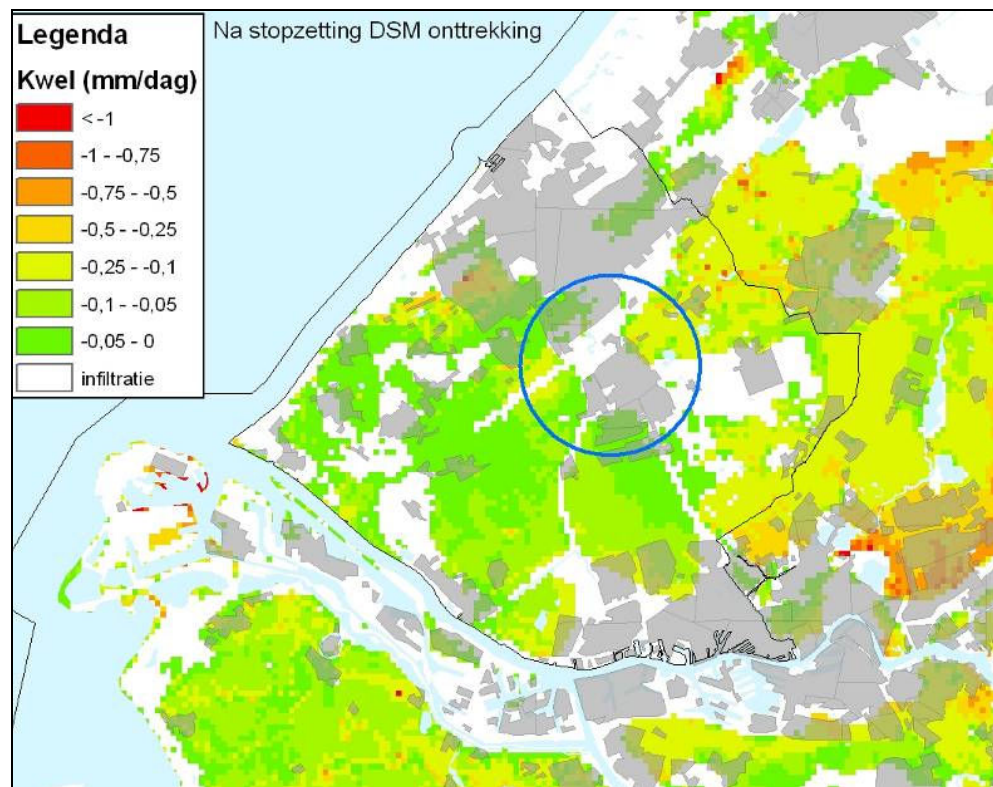 Legenda
Na stopzetting DSM onttrekking
Kwel (mm/dag)
< -1
-1 - -0,75
-0,75 - -0,5
-0,5 - -0,25
-0,25 - -0,1
-0,1 - -0,05
-0,05 - 0
infiltratie